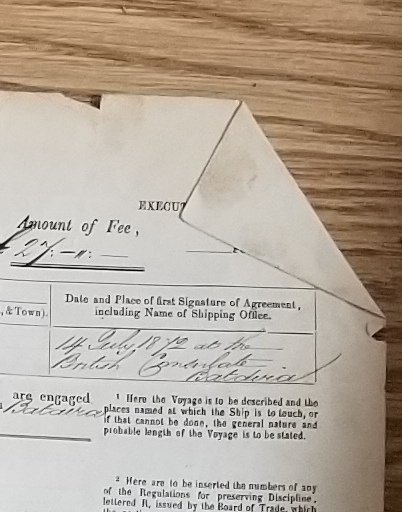 EXECUT
Amount of Fee,
£ 2/: - " : -
Date and Place of first Signature of Agreement,
, & Town).
including Name of Shipping Office.
14 July 1872 at the
British Consulate
Batavia
are engaged
Batavia
¹ Here the Voyage is to be described and the
places named at which the Ship is to touch, or
if that cannot be done, the general nature and
probable length of the Voyage is to be stated.
² Here are to be inserted the numbers of any
of the Regulations for preserving Discipline,
lettered R, issued by the Board of Trade, which